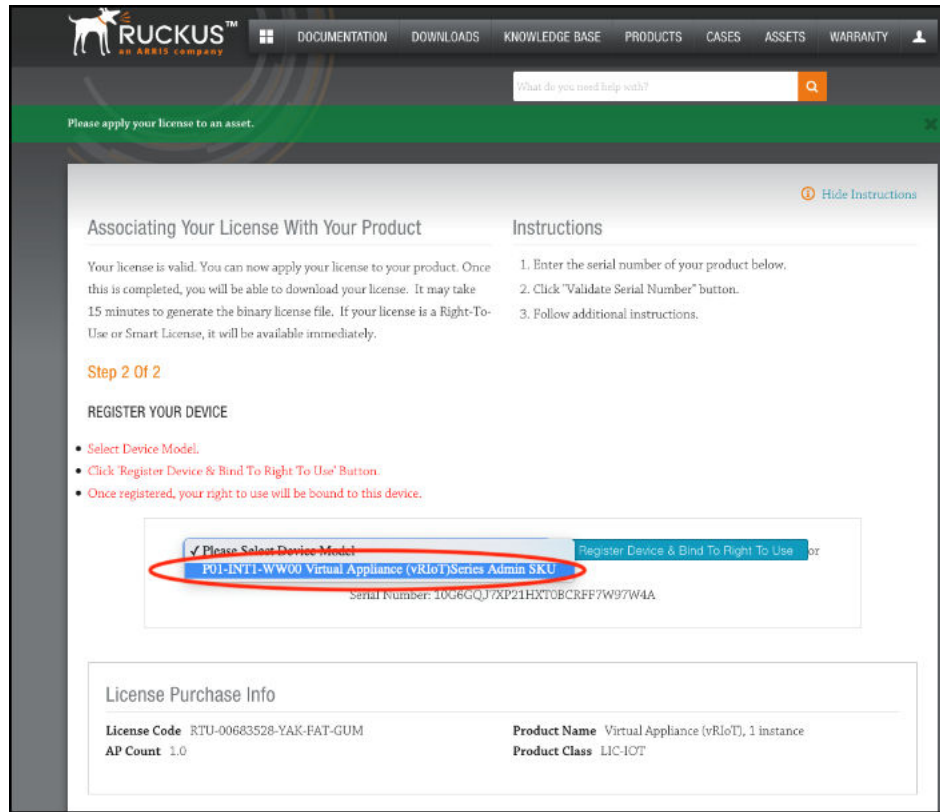 RUCKUS™
an ARRIS company
DOCUMENTATION DOWNLOADS KNOWLEDGE BASE PRODUCTS CASES ASSETS WARRANTY
What do you need help with?
Please apply your license to an asset.
Hide Instructions
Associating Your License With Your Product
Your license is valid. You can now apply your license to your product. Once
this is completed, you will be able to download your license. It may take
15 minutes to generate the binary license file. If your license is a Right-To-
Use or Smart License, it will be available immediately.
Instructions
1. Enter the serial number of your product below.
2. Click "Validate Serial Number" button.
3. Follow additional instructions.
Step 2 Of 2
REGISTER YOUR DEVICE
Select Device Model.
Click 'Register Device & Bind To Right To Use' Button.
Once registered, your right to use will be bound to this device.
✓ Please Select Device Model Register Device & Bind To Right To Use or
P01-INT1-WW00 Virtual Appliance (vRIoT)Series Admin SKU
Serial Number: 10G6GQJ7XP21HXT0BCRFF7W97W4A
License Purchase Info
License Code RTU-00683528-YAK-FAT-GUM
AP Count 1.0
Product Name Virtual Appliance (vRIoT), 1 instance
Product Class LIC-IOT